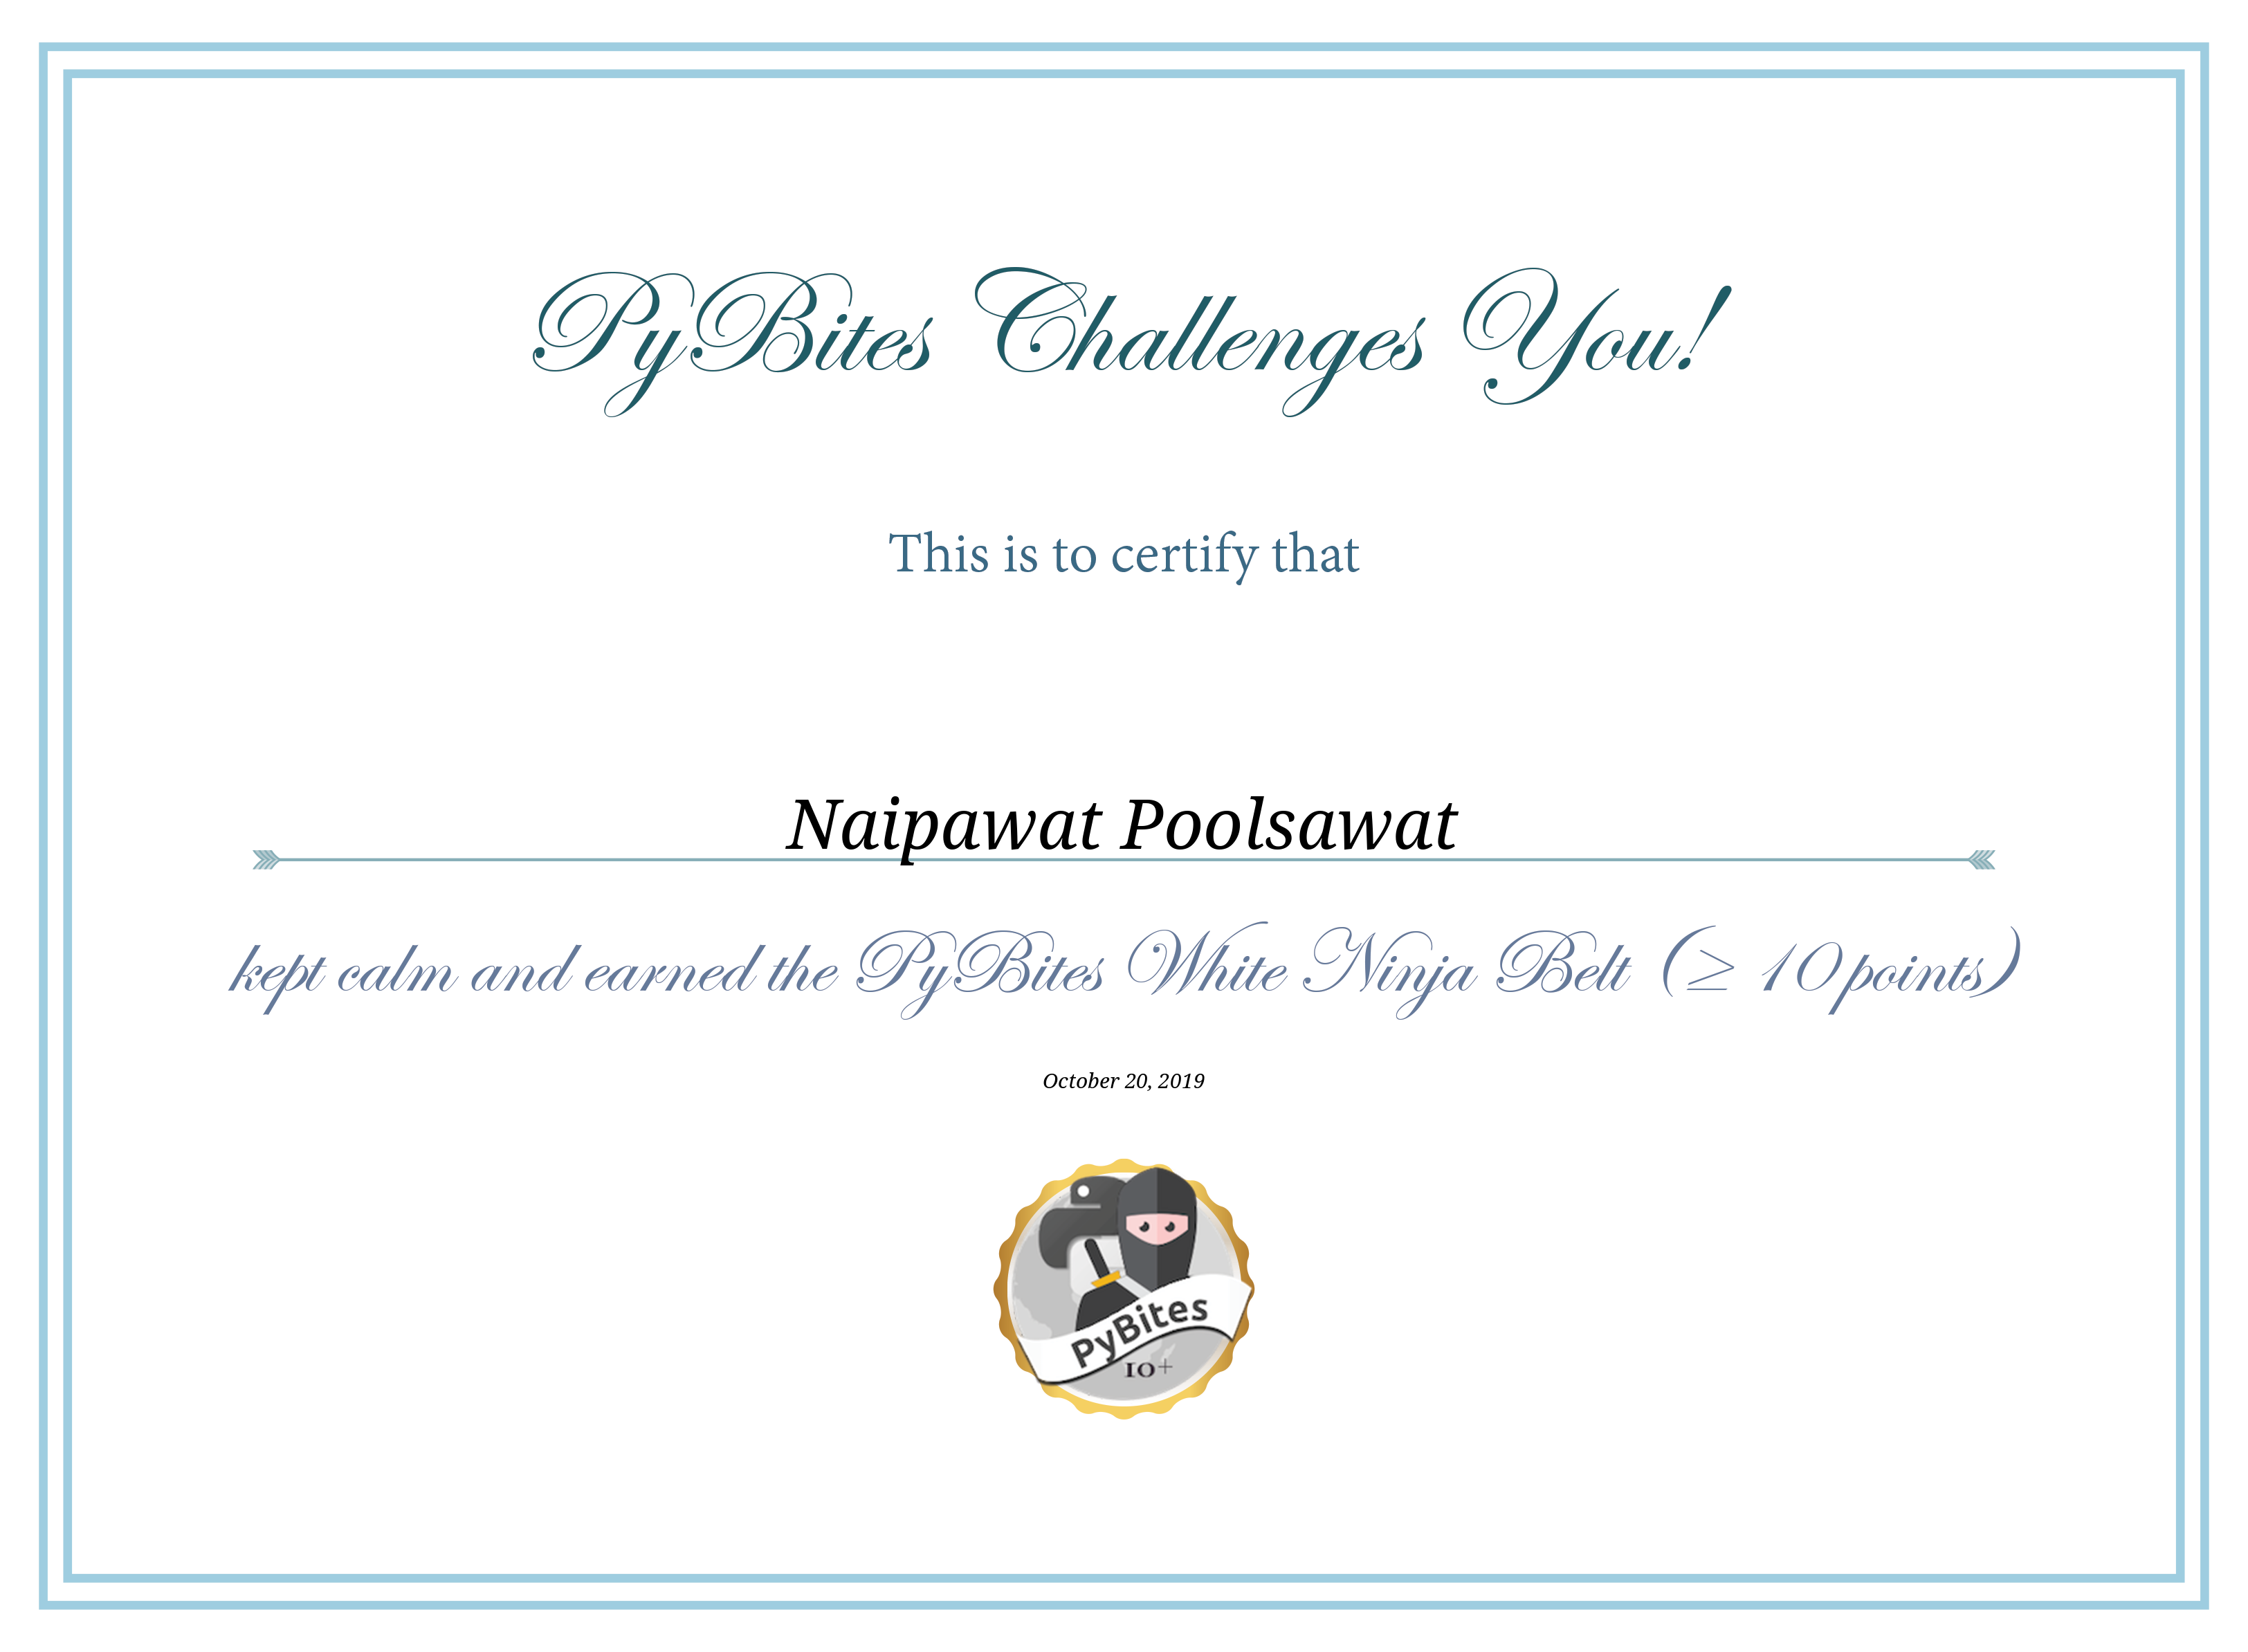 PyBites Challenges You!
This is to certify that
Naipawat Poolsawat
kept calm and earned the PyBites White Ninja Belt (≥ 10 points)
October 20, 2019
PyBites
10+